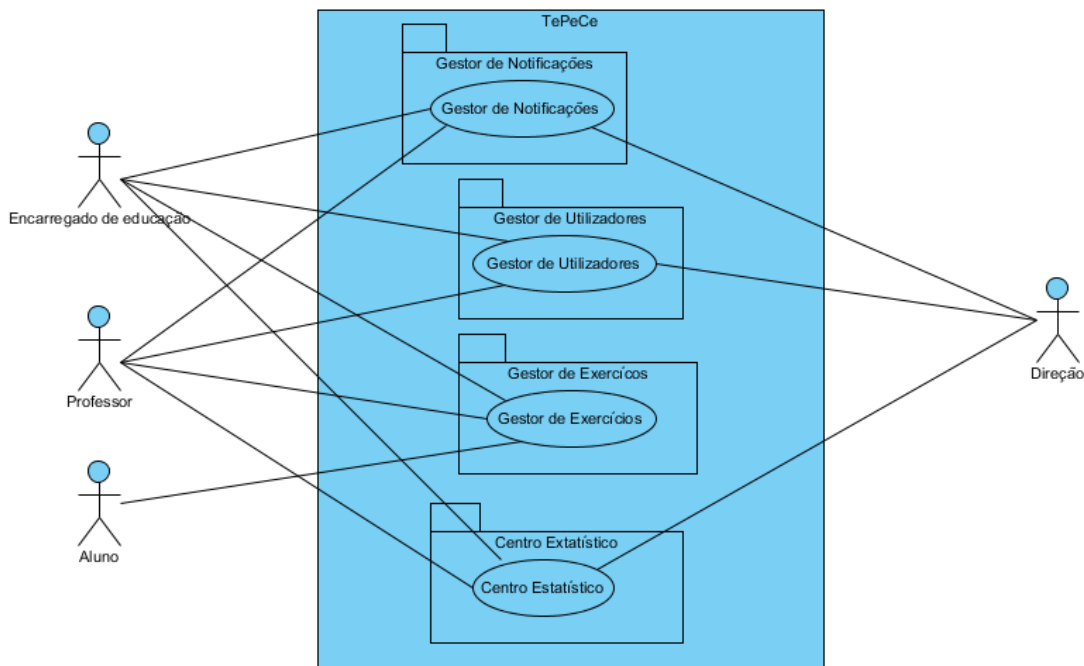 TePeCe
Gestor de Notificações
Gestor de Notificações
Encarregado de educação
Gestor de Utilizadores
Gestor de Utilizadores
Professor
Direção
Gestor de Exercícos
Gestor de Exercícios
Aluno
Centro Extatístico
Centro Estatístico